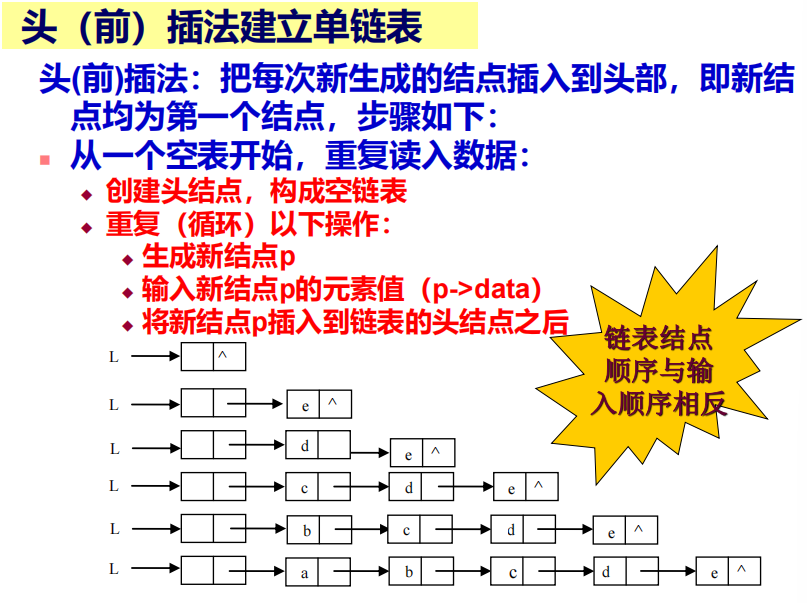 头（前）插法建立单链表
头(前)插法：把每次新生成的结点插入到头部，即新结
点均为第一个结点，步骤如下：
从一个空表开始，重复读入数据：
创建头结点，构成空链表
重复（循环）以下操作：
生成新结点p
输入新结点p的元素值（p->data）
将新结点p插入到链表的头结点之后
链表结点
顺序与输
入顺序相反
L ^
L e ^
L d e ^
L c d e ^
L b c d e ^
L a b c d e ^